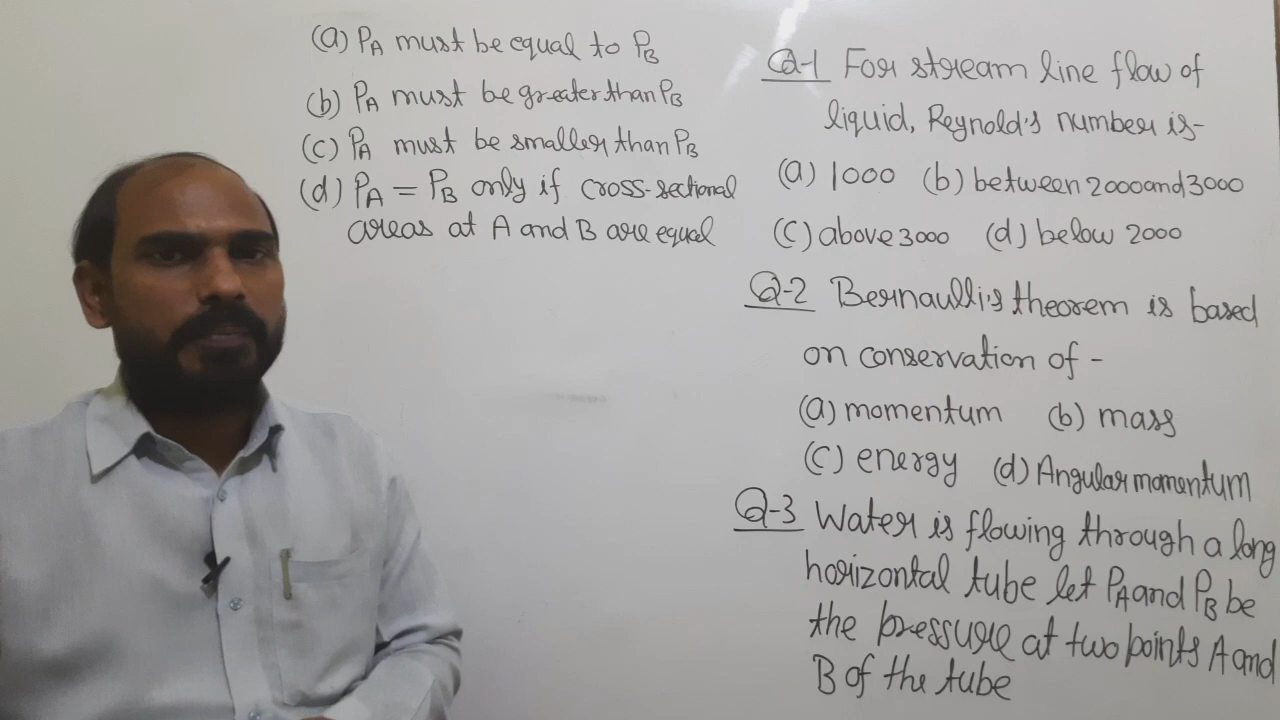 Q-1 For stream line flow of
liquid, Reynold's number is-
(a) 1000 (b) between 2000 and 3000
(c) above 3000 (d) below 2000
Q-2 Bernaulli's theorem is based
on conservation of -
(a) momentum (b) mass
(c) energy (d) Angular momentum
Q-3 Water is flowing through a long
horizontal tube let PA and PB be
the pressure at two points A and
B of the tube
(a) PA must be equal to PB
(b) PA must be greater than PB
(c) PA must be smaller than PB
(d) PA = PB only if cross-sectional
areas at A and B are equal